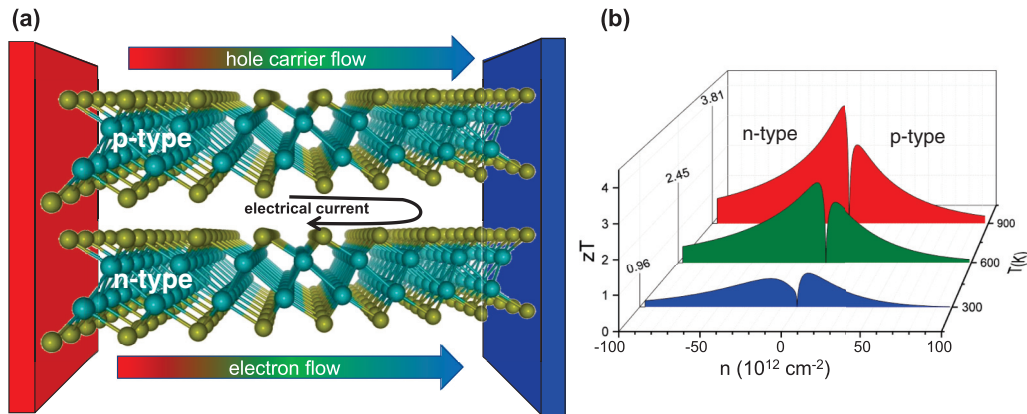 (a)
hole carrier flow
p-type
electrical current
n-type
electron flow
(b)
3.81
n-type
p-type
2.45
0.96
zT
4
3
2
1
0
900
600
300
T(K)
-100
-50
0
50
100
n (10¹² cm⁻²)